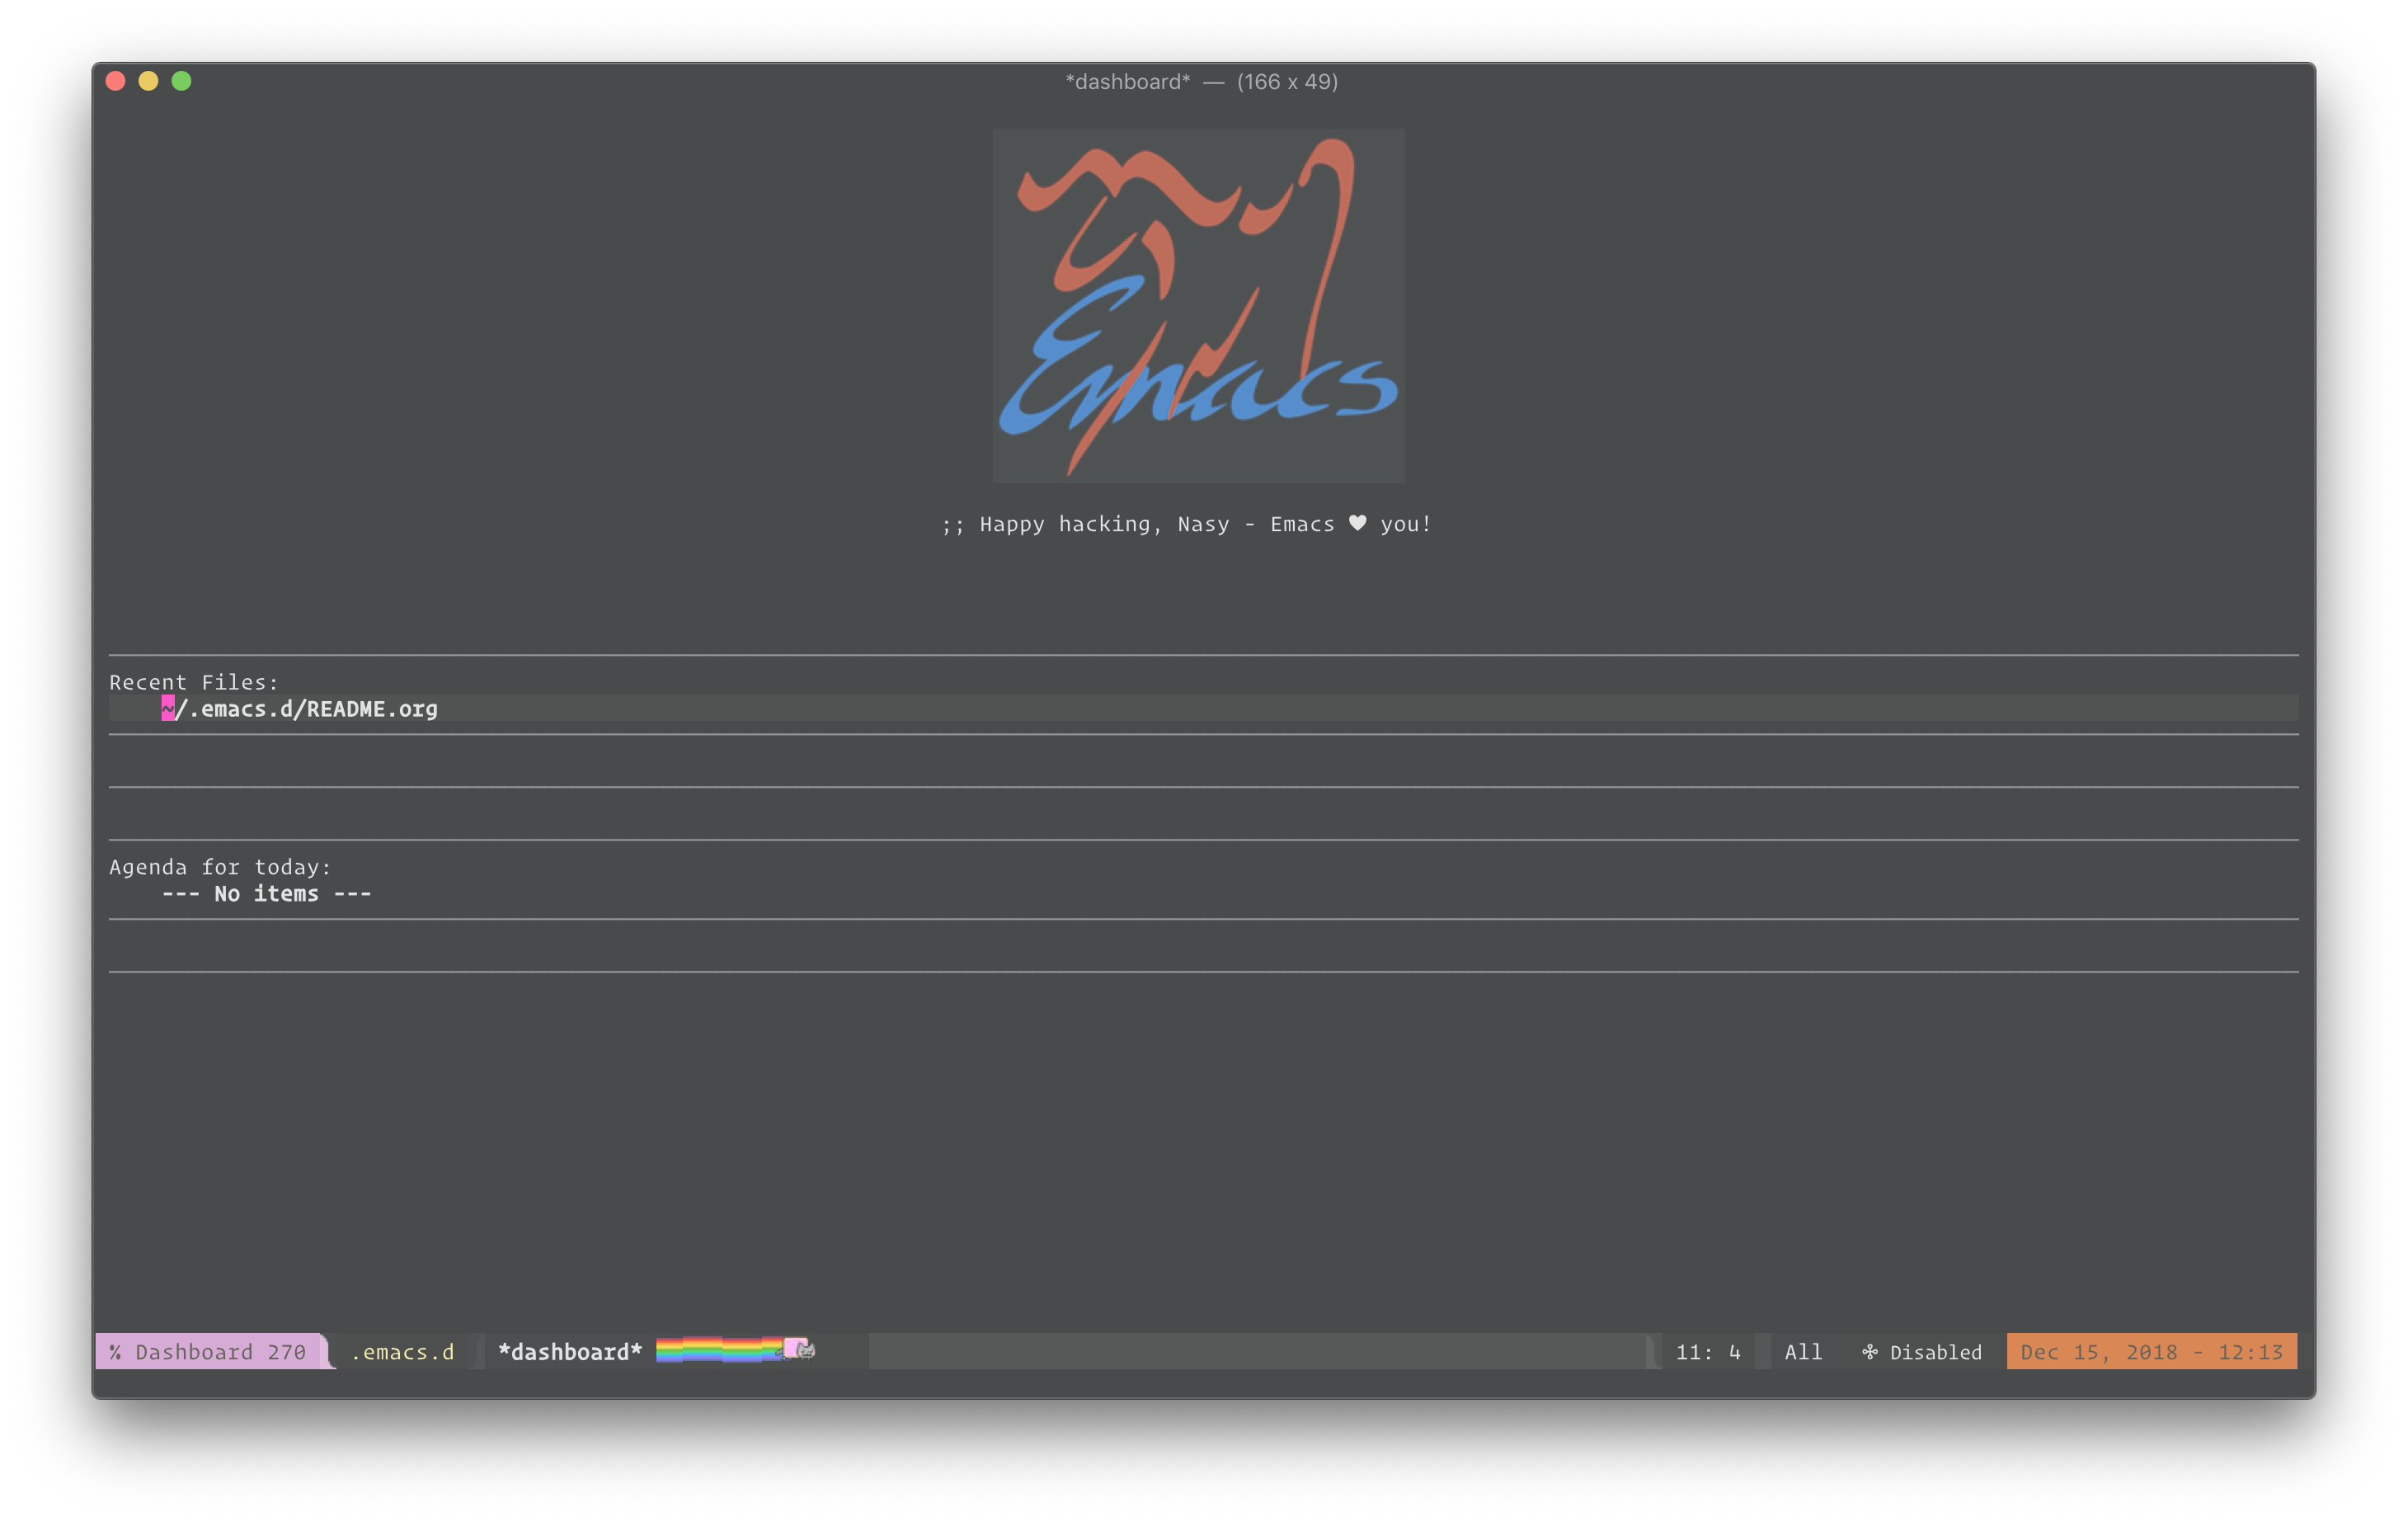 *dashboard* — (166 x 49)
Emacs
;; Happy hacking, Nasy - Emacs ♥ you!
Recent Files:
~/.emacs.d/README.org
Agenda for today:
--- No items ---
% Dashboard 270 .emacs.d *dashboard* 11: 4 All ✣ Disabled Dec 15, 2018 - 12:13